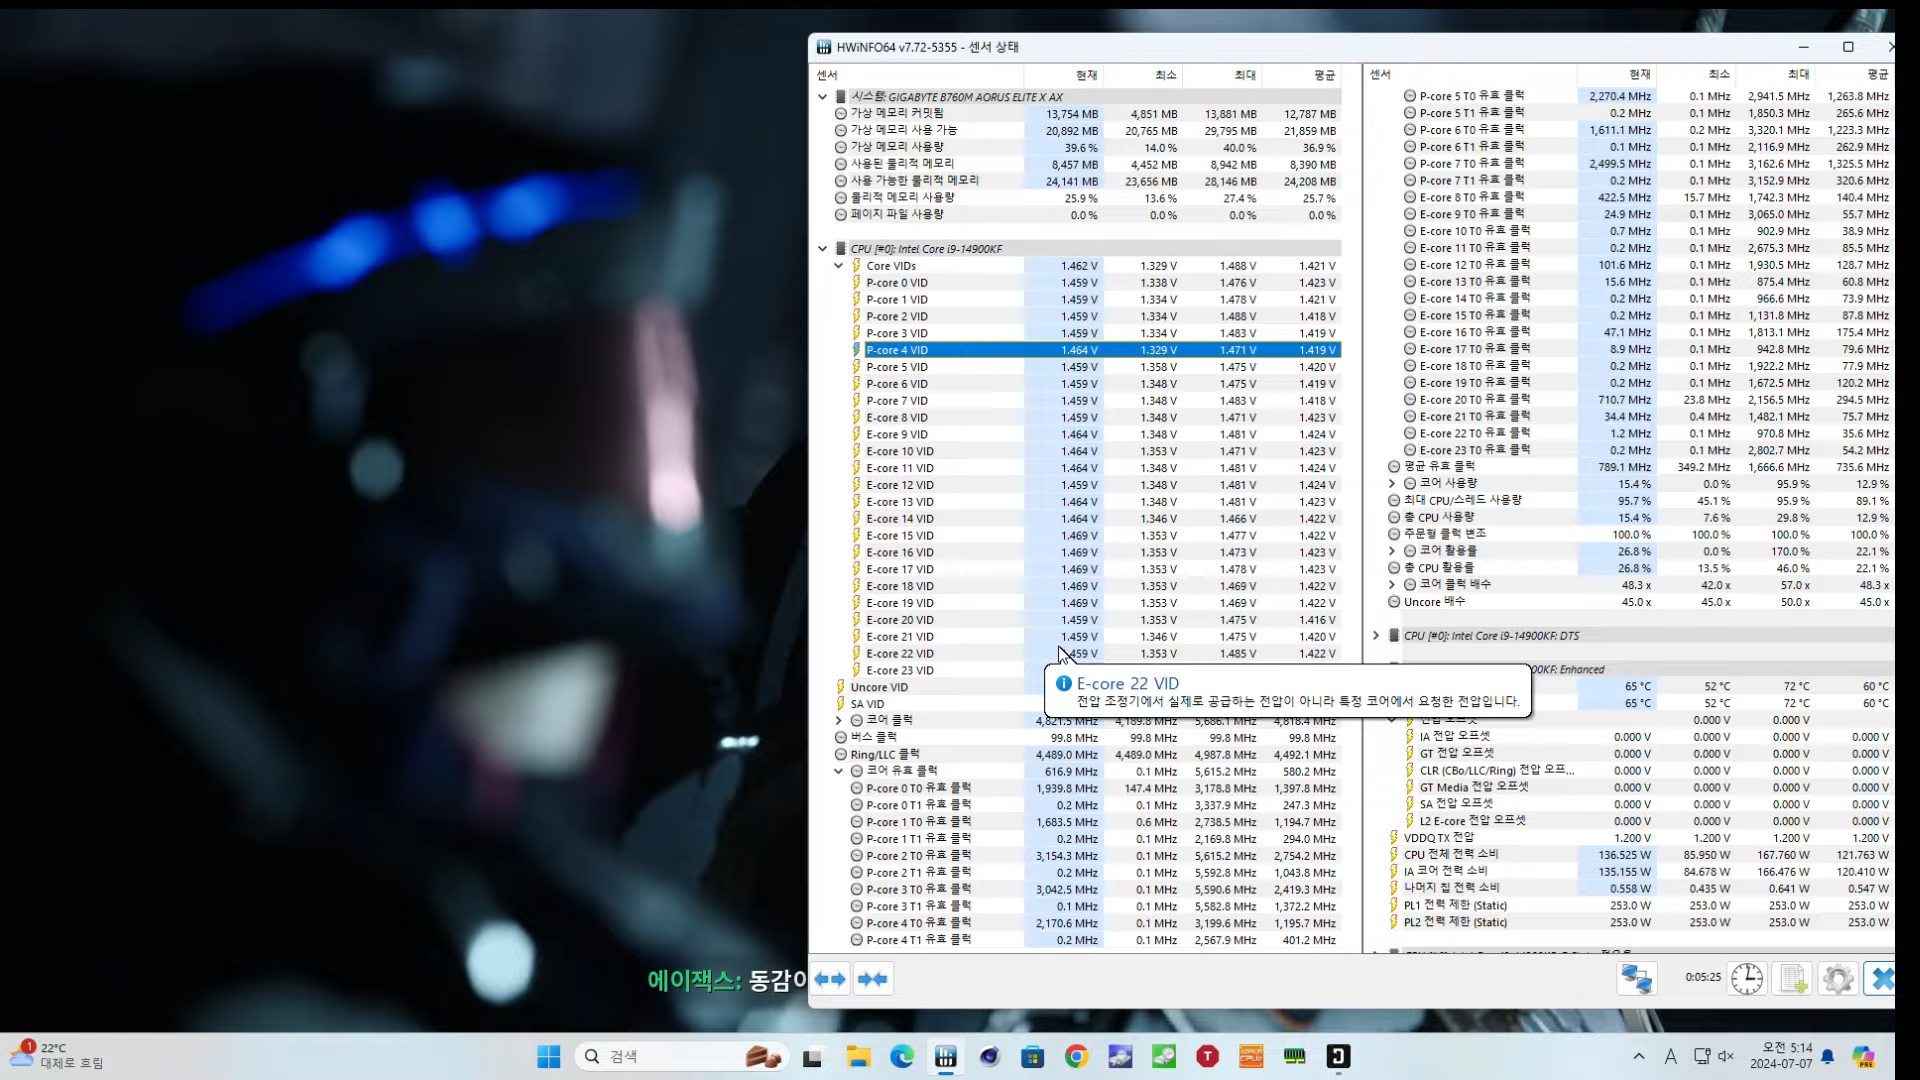 HWiNFO64 v7.72-5355 - 센서 상태
센서 현재 최소 최대 평균
시스템: GIGABYTE B760M AORUS ELITE X AX
가상 메모리 커밋됨 13,754 MB 4,851 MB 13,881 MB 12,787 MB
가상 메모리 사용 가능 20,892 MB 20,765 MB 29,795 MB 21,859 MB
가상 메모리 사용량 39.6 % 14.0 % 40.0 % 36.9 %
사용된 물리적 메모리 8,457 MB 4,452 MB 8,942 MB 8,390 MB
사용 가능한 물리적 메모리 24,141 MB 23,656 MB 28,146 MB 24,208 MB
물리적 메모리 사용량 25.9 % 13.6 % 27.4 % 25.7 %
페이지 파일 사용량 0.0 % 0.0 % 0.0 % 0.0 %
CPU [#0]: Intel Core i9-14900KF
Core VIDs 1.462 V 1.329 V 1.488 V 1.421 V
P-core 0 VID 1.459 V 1.338 V 1.476 V 1.423 V
P-core 1 VID 1.459 V 1.334 V 1.478 V 1.421 V
P-core 2 VID 1.459 V 1.334 V 1.488 V 1.418 V
P-core 3 VID 1.459 V 1.334 V 1.483 V 1.419 V
P-core 4 VID 1.464 V 1.329 V 1.471 V 1.419 V
P-core 5 VID 1.459 V 1.358 V 1.475 V 1.420 V
P-core 6 VID 1.459 V 1.348 V 1.475 V 1.419 V
P-core 7 VID 1.459 V 1.348 V 1.483 V 1.418 V
E-core 8 VID 1.459 V 1.348 V 1.471 V 1.423 V
E-core 9 VID 1.464 V 1.348 V 1.481 V 1.424 V
E-core 10 VID 1.464 V 1.353 V 1.471 V 1.423 V
E-core 11 VID 1.464 V 1.348 V 1.481 V 1.424 V
E-core 12 VID 1.464 V 1.348 V 1.481 V 1.424 V
E-core 13 VID 1.464 V 1.348 V 1.481 V 1.423 V
E-core 14 VID 1.464 V 1.346 V 1.466 V 1.422 V
E-core 15 VID 1.469 V 1.353 V 1.477 V 1.422 V
E-core 16 VID 1.469 V 1.353 V 1.473 V 1.423 V
E-core 17 VID 1.469 V 1.353 V 1.478 V 1.423 V
E-core 18 VID 1.469 V 1.353 V 1.469 V 1.422 V
E-core 19 VID 1.469 V 1.353 V 1.469 V 1.422 V
E-core 20 VID 1.459 V 1.353 V 1.475 V 1.416 V
E-core 21 VID 1.459 V 1.346 V 1.475 V 1.420 V
E-core 22 VID .459 V 1.353 V 1.485 V 1.422 V
E-core 23 VID
Uncore VID
SA VID
코어 클럭 4,821.5 MHz 4,189.8 MHz 5,686.1 MHz 4,818.4 MHz
버스 클럭 99.8 MHz 99.8 MHz 99.8 MHz 99.8 MHz
Ring/LLC 클럭 4,489.0 MHz 4,489.0 MHz 4,987.8 MHz 4,492.1 MHz
코어 유효 클럭 616.9 MHz 0.1 MHz 5,615.2 MHz 580.2 MHz
P-core 0 T0 유효 클럭 1,939.8 MHz 147.4 MHz 3,178.8 MHz 1,397.8 MHz
P-core 0 T1 유효 클럭 0.2 MHz 0.1 MHz 3,337.9 MHz 247.3 MHz
P-core 1 T0 유효 클럭 1,683.5 MHz 0.6 MHz 2,738.5 MHz 1,194.7 MHz
P-core 1 T1 유효 클럭 0.2 MHz 0.1 MHz 2,169.8 MHz 294.0 MHz
P-core 2 T0 유효 클럭 3,154.3 MHz 0.1 MHz 5,615.2 MHz 2,754.2 MHz
P-core 2 T1 유효 클럭 0.2 MHz 0.1 MHz 5,592.8 MHz 1,043.8 MHz
P-core 3 T0 유효 클럭 3,042.5 MHz 0.1 MHz 5,590.6 MHz 2,419.3 MHz
P-core 3 T1 유효 클럭 0.1 MHz 0.1 MHz 5,582.8 MHz 1,372.2 MHz
P-core 4 T0 유효 클럭 2,170.6 MHz 0.1 MHz 3,199.6 MHz 1,195.7 MHz
P-core 4 T1 유효 클럭 0.2 MHz 0.1 MHz 2,567.9 MHz 401.2 MHz
센서 현재 최소 최대 평균
P-core 5 T0 유효 클럭 2,270.4 MHz 0.1 MHz 2,941.5 MHz 1,263.8 MHz
P-core 5 T1 유효 클럭 0.2 MHz 0.1 MHz 1,850.3 MHz 265.6 MHz
P-core 6 T0 유효 클럭 1,611.1 MHz 0.2 MHz 3,320.1 MHz 1,223.3 MHz
P-core 6 T1 유효 클럭 0.1 MHz 0.1 MHz 2,116.9 MHz 262.9 MHz
P-core 7 T0 유효 클럭 2,499.5 MHz 0.1 MHz 3,162.6 MHz 1,325.5 MHz
P-core 7 T1 유효 클럭 0.2 MHz 0.1 MHz 3,152.9 MHz 320.6 MHz
E-core 8 T0 유효 클럭 422.5 MHz 15.7 MHz 1,742.3 MHz 140.4 MHz
E-core 9 T0 유효 클럭 24.9 MHz 0.1 MHz 3,065.0 MHz 55.7 MHz
E-core 10 T0 유효 클럭 0.7 MHz 0.1 MHz 902.9 MHz 38.9 MHz
E-core 11 T0 유효 클럭 0.2 MHz 0.1 MHz 2,675.3 MHz 85.5 MHz
E-core 12 T0 유효 클럭 101.6 MHz 0.1 MHz 1,930.5 MHz 128.7 MHz
E-core 13 T0 유효 클럭 15.6 MHz 0.1 MHz 875.4 MHz 60.8 MHz
E-core 14 T0 유효 클럭 0.2 MHz 0.1 MHz 966.6 MHz 73.9 MHz
E-core 15 T0 유효 클럭 0.2 MHz 0.1 MHz 1,131.8 MHz 87.8 MHz
E-core 16 T0 유효 클럭 47.1 MHz 0.1 MHz 1,813.1 MHz 175.4 MHz
E-core 17 T0 유효 클럭 8.9 MHz 0.1 MHz 942.8 MHz 79.6 MHz
E-core 18 T0 유효 클럭 0.2 MHz 0.1 MHz 1,922.2 MHz 77.9 MHz
E-core 19 T0 유효 클럭 0.2 MHz 0.1 MHz 1,672.5 MHz 120.2 MHz
E-core 20 T0 유효 클럭 710.7 MHz 23.8 MHz 2,156.5 MHz 294.5 MHz
E-core 21 T0 유효 클럭 34.4 MHz 0.4 MHz 1,482.1 MHz 75.7 MHz
E-core 22 T0 유효 클럭 1.2 MHz 0.1 MHz 970.8 MHz 35.6 MHz
E-core 23 T0 유효 클럭 0.2 MHz 0.1 MHz 2,802.7 MHz 54.2 MHz
평균 유효 클럭 789.1 MHz 349.2 MHz 1,666.6 MHz 735.6 MHz
코어 사용량 15.4 % 0.0 % 95.9 % 12.9 %
최대 CPU/스레드 사용량 95.7 % 45.1 % 95.9 % 89.1 %
총 CPU 사용량 15.4 % 7.6 % 29.8 % 12.9 %
주문형 클럭 변조 100.0 % 100.0 % 100.0 % 100.0 %
코어 활용률 26.8 % 0.0 % 170.0 % 22.1 %
총 CPU 활용률 26.8 % 13.5 % 46.0 % 22.1 %
코어 클럭 배수 48.3 x 42.0 x 57.0 x 48.3 x
Uncore 배수 45.0 x 45.0 x 50.0 x 45.0 x
CPU [#0]: Intel Core i9-14900KF: DTS
00KF: Enhanced
65 °C 52 °C 72 °C 60 °C
65 °C 52 °C 72 °C 60 °C
전압 오프셋 0.000 V 0.000 V 0.000 V
IA 전압 오프셋 0.000 V 0.000 V 0.000 V 0.000 V
GT 전압 오프셋 0.000 V 0.000 V 0.000 V 0.000 V
CLR (CBo/LLC/Ring) 전압 오프... 0.000 V 0.000 V 0.000 V 0.000 V
GT Media 전압 오프셋 0.000 V 0.000 V 0.000 V 0.000 V
SA 전압 오프셋 0.000 V 0.000 V 0.000 V 0.000 V
L2 E-core 전압 오프셋 0.000 V 0.000 V 0.000 V 0.000 V
VDDQ TX 전압 1.200 V 1.200 V 1.200 V 1.200 V
CPU 전체 전력 소비 136.525 W 85.950 W 167.760 W 121.763 W
IA 코어 전력 소비 135.155 W 84.678 W 166.476 W 120.410 W
나머지 칩 전력 소비 0.558 W 0.435 W 0.641 W 0.547 W
PL1 전력 제한 (Static) 253.0 W 253.0 W 253.0 W 253.0 W
PL2 전력 제한 (Static) 253.0 W 253.0 W 253.0 W 253.0 W
E-core 22 VID
전압 조정기에서 실제로 공급하는 전압이 아니라 특정 코어에서 요청한 전압입니다.
에이잭스: 동감이
0:05:25
1
22°C
대체로 흐림
검색
A
오전 5:14
2024-07-07
PRE